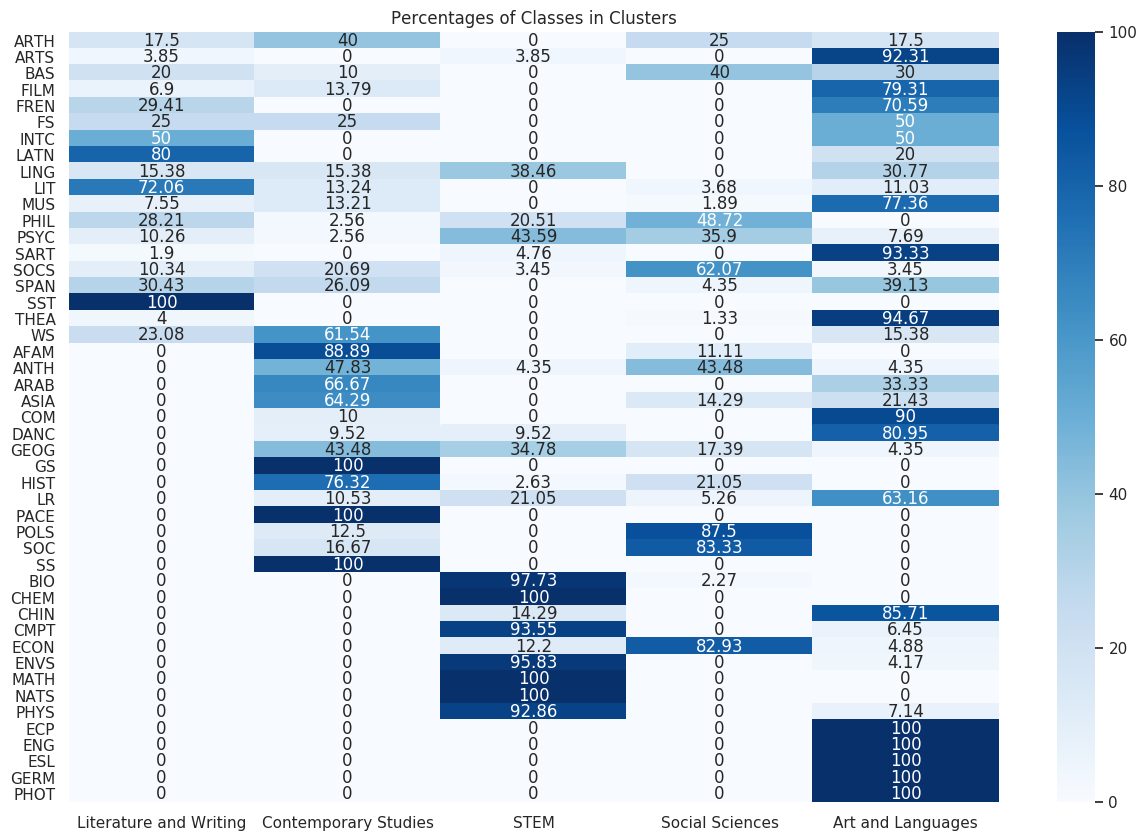 Percentages of Classes in Clusters
ARTH 17.5 40 0 25 17.5
ARTS 3.85 0 3.85 0 92.31
BAS 20 10 0 40 30
FILM 6.9 13.79 0 0 79.31
FREN 29.41 0 0 0 70.59
FS 25 25 0 0 50
INTC 50 0 0 0 50
LATN 80 0 0 0 20
LING 15.38 15.38 38.46 0 30.77
LIT 72.06 13.24 0 3.68 11.03
MUS 7.55 13.21 0 1.89 77.36
PHIL 28.21 2.56 20.51 48.72 0
PSYC 10.26 2.56 43.59 35.9 7.69
SART 1.9 0 4.76 0 93.33
SOCS 10.34 20.69 3.45 62.07 3.45
SPAN 30.43 26.09 0 4.35 39.13
SST 100 0 0 0 0
THEA 4 0 0 1.33 94.67
WS 23.08 61.54 0 0 15.38
AFAM 0 88.89 0 11.11 0
ANTH 0 47.83 4.35 43.48 4.35
ARAB 0 66.67 0 0 33.33
ASIA 0 64.29 0 14.29 21.43
COM 0 10 0 0 90
DANC 0 9.52 9.52 0 80.95
GEOG 0 43.48 34.78 17.39 4.35
GS 0 100 0 0 0
HIST 0 76.32 2.63 21.05 0
LR 0 10.53 21.05 5.26 63.16
PACE 0 100 0 0 0
POLS 0 12.5 0 87.5 0
SOC 0 16.67 0 83.33 0
SS 0 100 0 0 0
BIO 0 0 97.73 2.27 0
CHEM 0 0 100 0 0
CHIN 0 0 14.29 0 85.71
CMPT 0 0 93.55 0 6.45
ECON 0 0 12.2 82.93 4.88
ENVS 0 0 95.83 0 4.17
MATH 0 0 100 0 0
NATS 0 0 100 0 0
PHYS 0 0 92.86 0 7.14
ECP 0 0 0 0 100
ENG 0 0 0 0 100
ESL 0 0 0 0 100
GERM 0 0 0 0 100
PHOT 0 0 0 0 100
Literature and Writing Contemporary Studies STEM Social Sciences Art and Languages
100
80
60
40
20
0